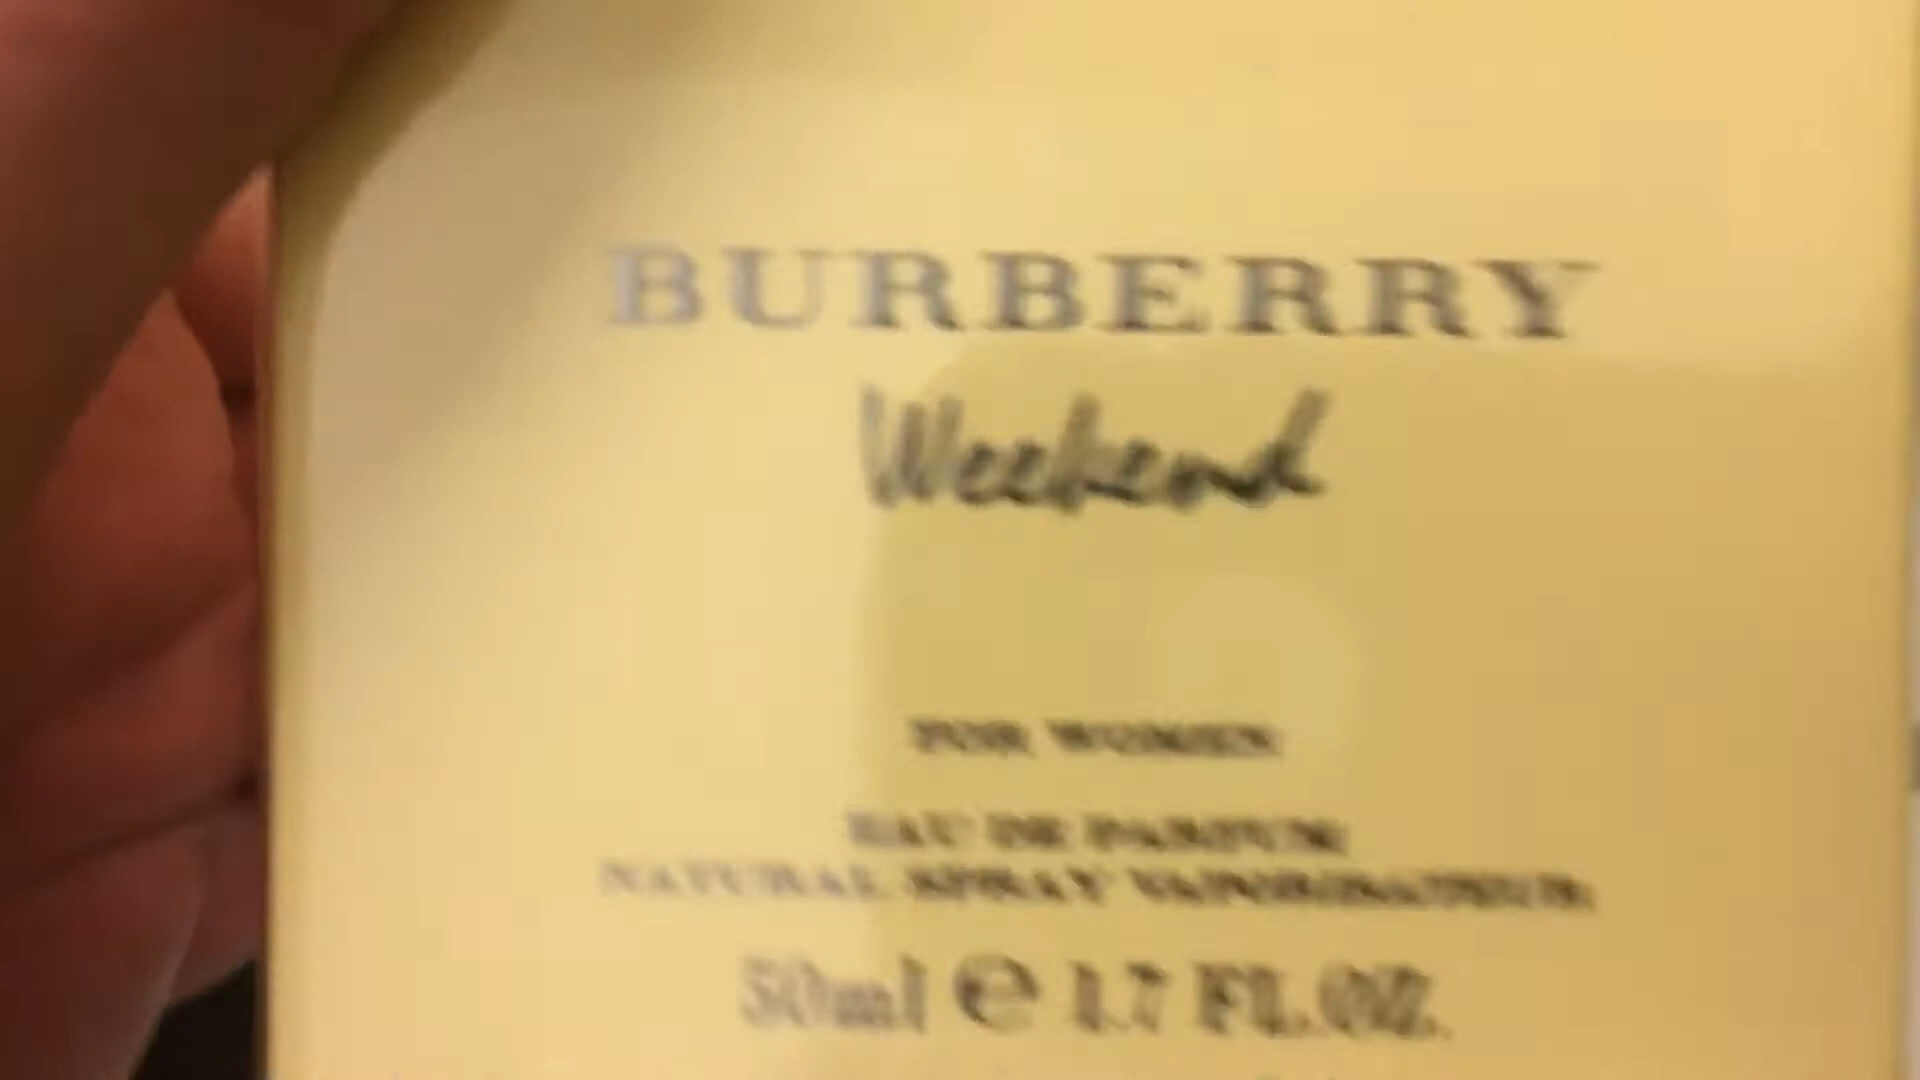 BURBERRY
Weekend
FOR WOMEN
EAU DE PARFUM
NATURAL SPRAY VAPORISATEUR
50ml ℮ 1.7 FL.OZ.